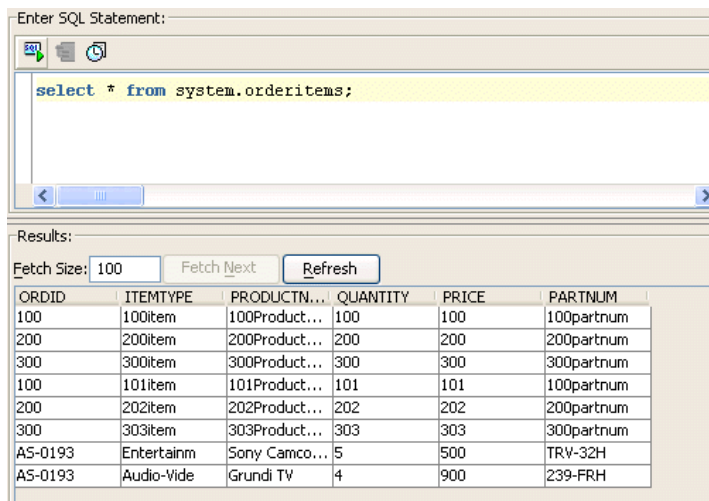 Enter SQL Statement:
SQL
select * from system.orderitems;
Results:
Fetch Size: 100 Fetch Next Refresh
ORDID ITEMTYPE PRODUCTN... QUANTITY PRICE PARTNUM
100 100item 100Product... 100 100 100partnum
200 200item 200Product... 200 200 200partnum
300 300item 300Product... 300 300 300partnum
100 101item 101Product... 101 101 100partnum
200 202item 202Product... 202 202 200partnum
300 303item 303Product... 303 303 300partnum
AS-0193 Entertainm Sony Camco... 5 500 TRV-32H
AS-0193 Audio-Vide Grundi TV 4 900 239-FRH